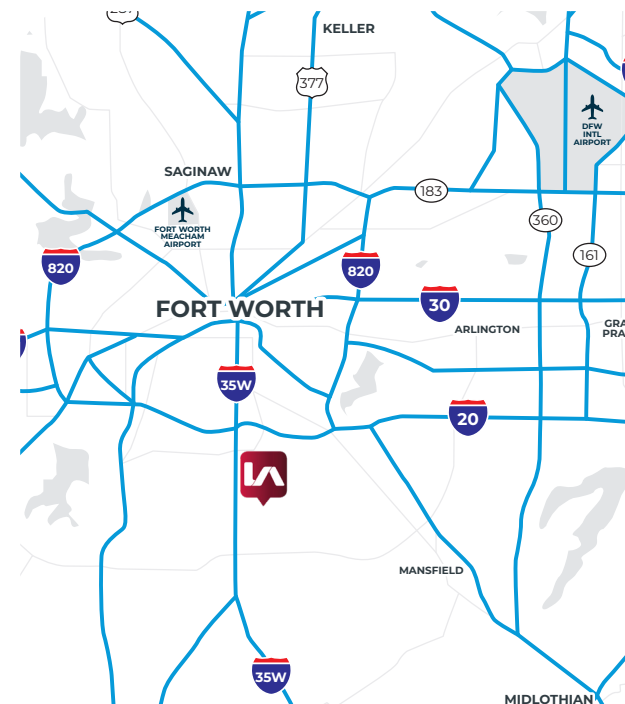 KELLER
377
DFW
INTL
AIRPORT
SAGINAW
183
FORT WORTH
MEACHAM
AIRPORT
360
161
820
820
FORT WORTH
30
ARLINGTON
35W
20
MANSFIELD
35W
MIDLOTHIAN